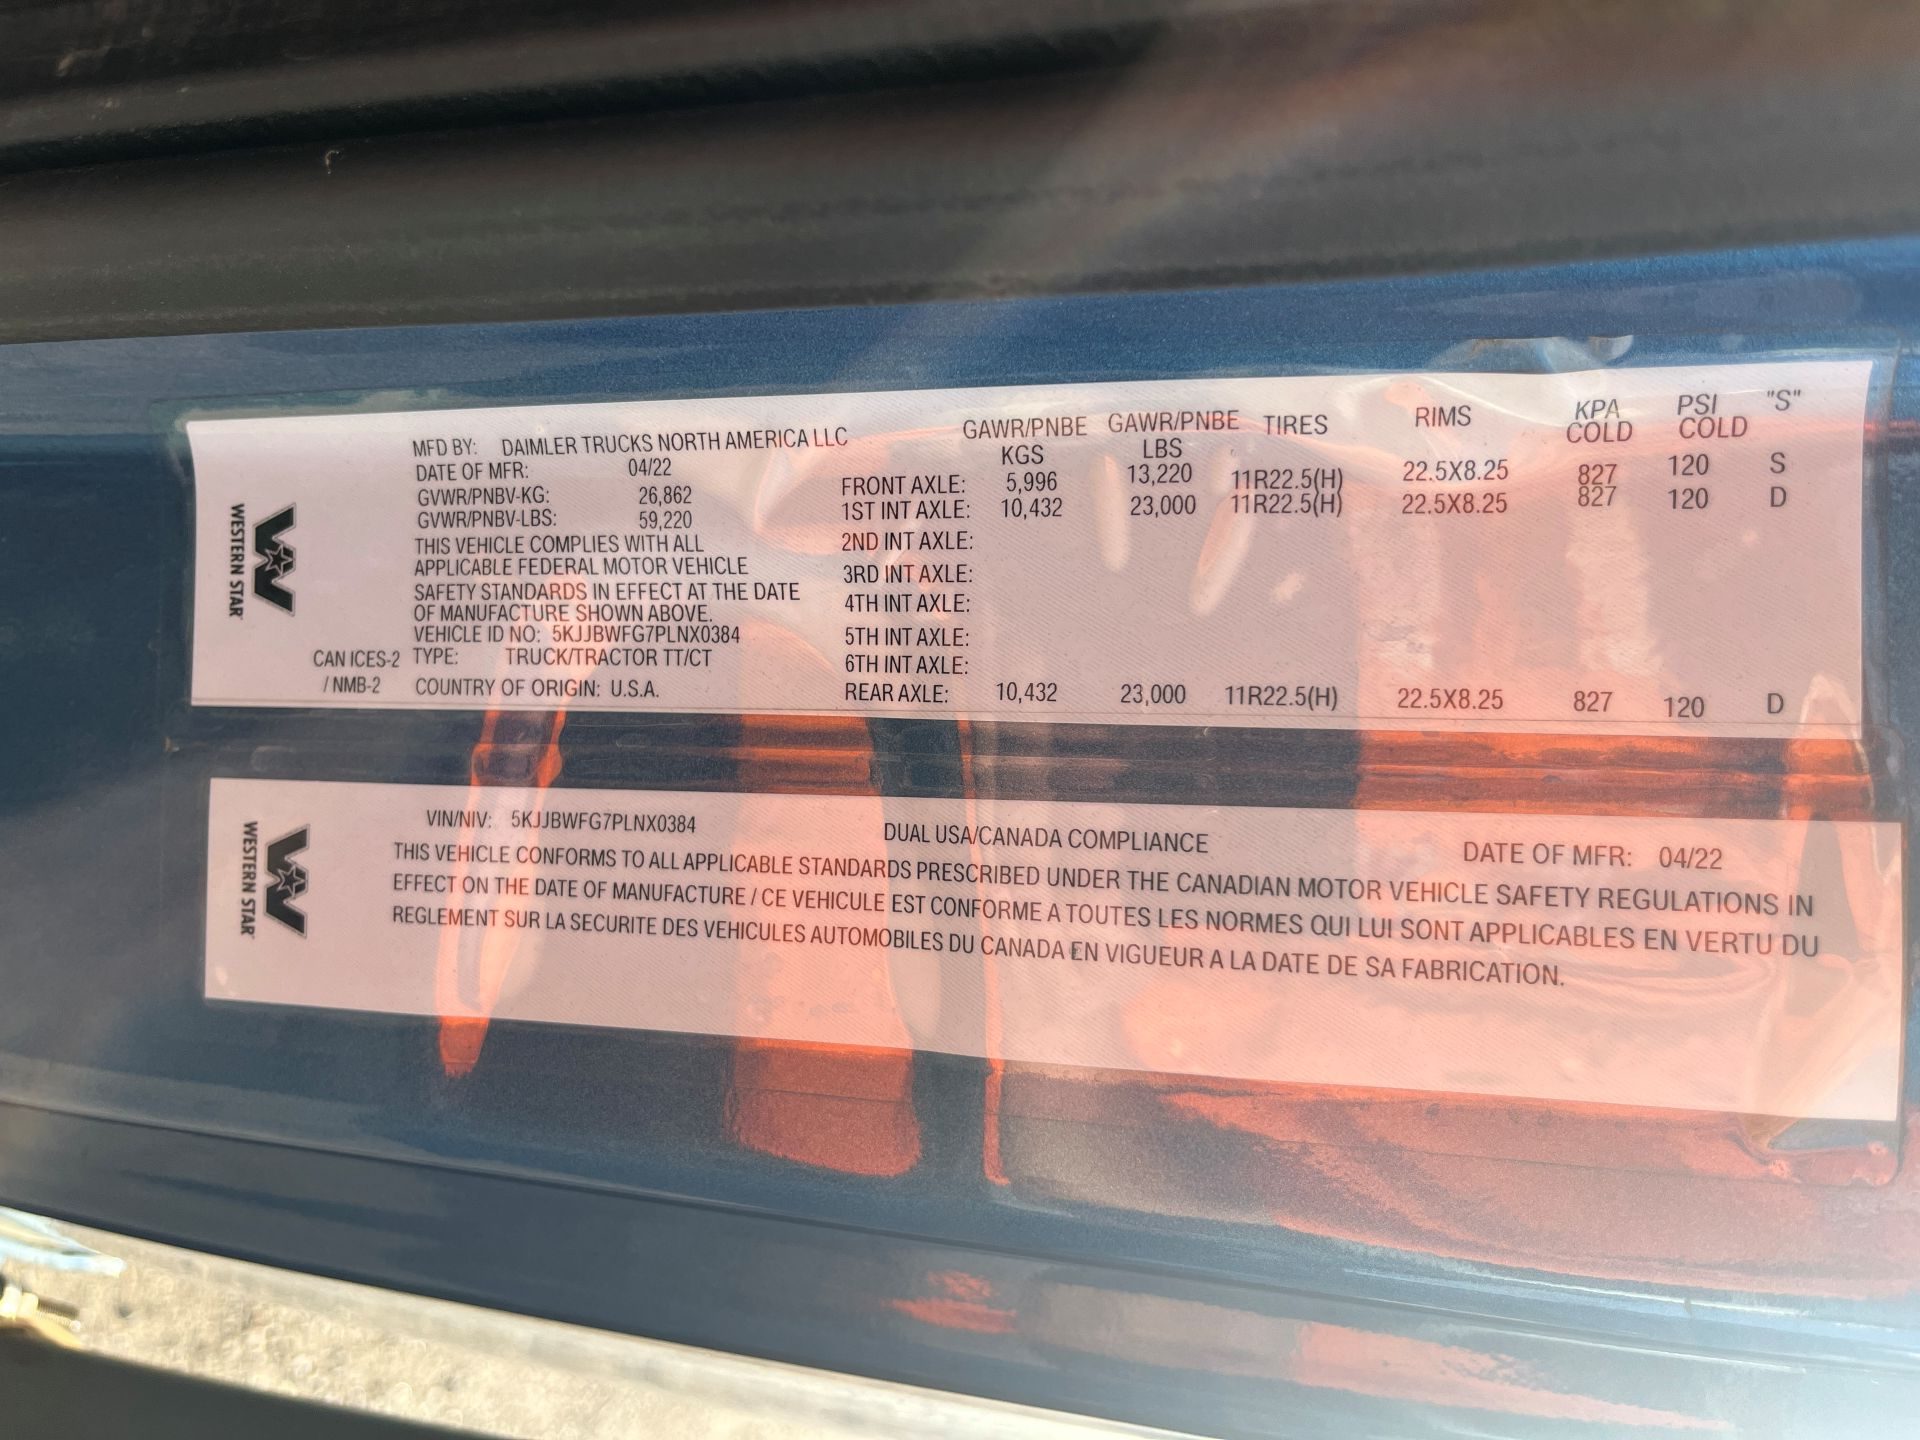 WESTERN STAR
MFD BY: DAIMLER TRUCKS NORTH AMERICA LLC
DATE OF MFR: 04/22
GVWR/PNBV-KG: 26,862
GVWR/PNBV-LBS: 59,220
THIS VEHICLE COMPLIES WITH ALL
APPLICABLE FEDERAL MOTOR VEHICLE
SAFETY STANDARDS IN EFFECT AT THE DATE
OF MANUFACTURE SHOWN ABOVE.
VEHICLE ID NO: 5KJJBWFG7PLNX0384
CAN ICES-2 TYPE: TRUCK/TRACTOR TT/CT
/ NMB-2 COUNTRY OF ORIGIN: U.S.A.
GAWR/PNBE GAWR/PNBE TIRES RIMS KPA PSI "S"
KGS LBS COLD COLD
FRONT AXLE: 5,996 13,220 11R22.5(H) 22.5X8.25 827 120 S
1ST INT AXLE: 10,432 23,000 11R22.5(H) 22.5X8.25 827 120 D
2ND INT AXLE:
3RD INT AXLE:
4TH INT AXLE:
5TH INT AXLE:
6TH INT AXLE:
REAR AXLE: 10,432 23,000 11R22.5(H) 22.5X8.25 827 120 D
WESTERN STAR
VIN/NIV: 5KJJBWFG7PLNX0384 DUAL USA/CANADA COMPLIANCE DATE OF MFR: 04/22
THIS VEHICLE CONFORMS TO ALL APPLICABLE STANDARDS PRESCRIBED UNDER THE CANADIAN MOTOR VEHICLE SAFETY REGULATIONS IN
EFFECT ON THE DATE OF MANUFACTURE / CE VEHICULE EST CONFORME A TOUTES LES NORMES QUI LUI SONT APPLICABLES EN VERTU DU
REGLEMENT SUR LA SECURITE DES VEHICULES AUTOMOBILES DU CANADA EN VIGUEUR A LA DATE DE SA FABRICATION.